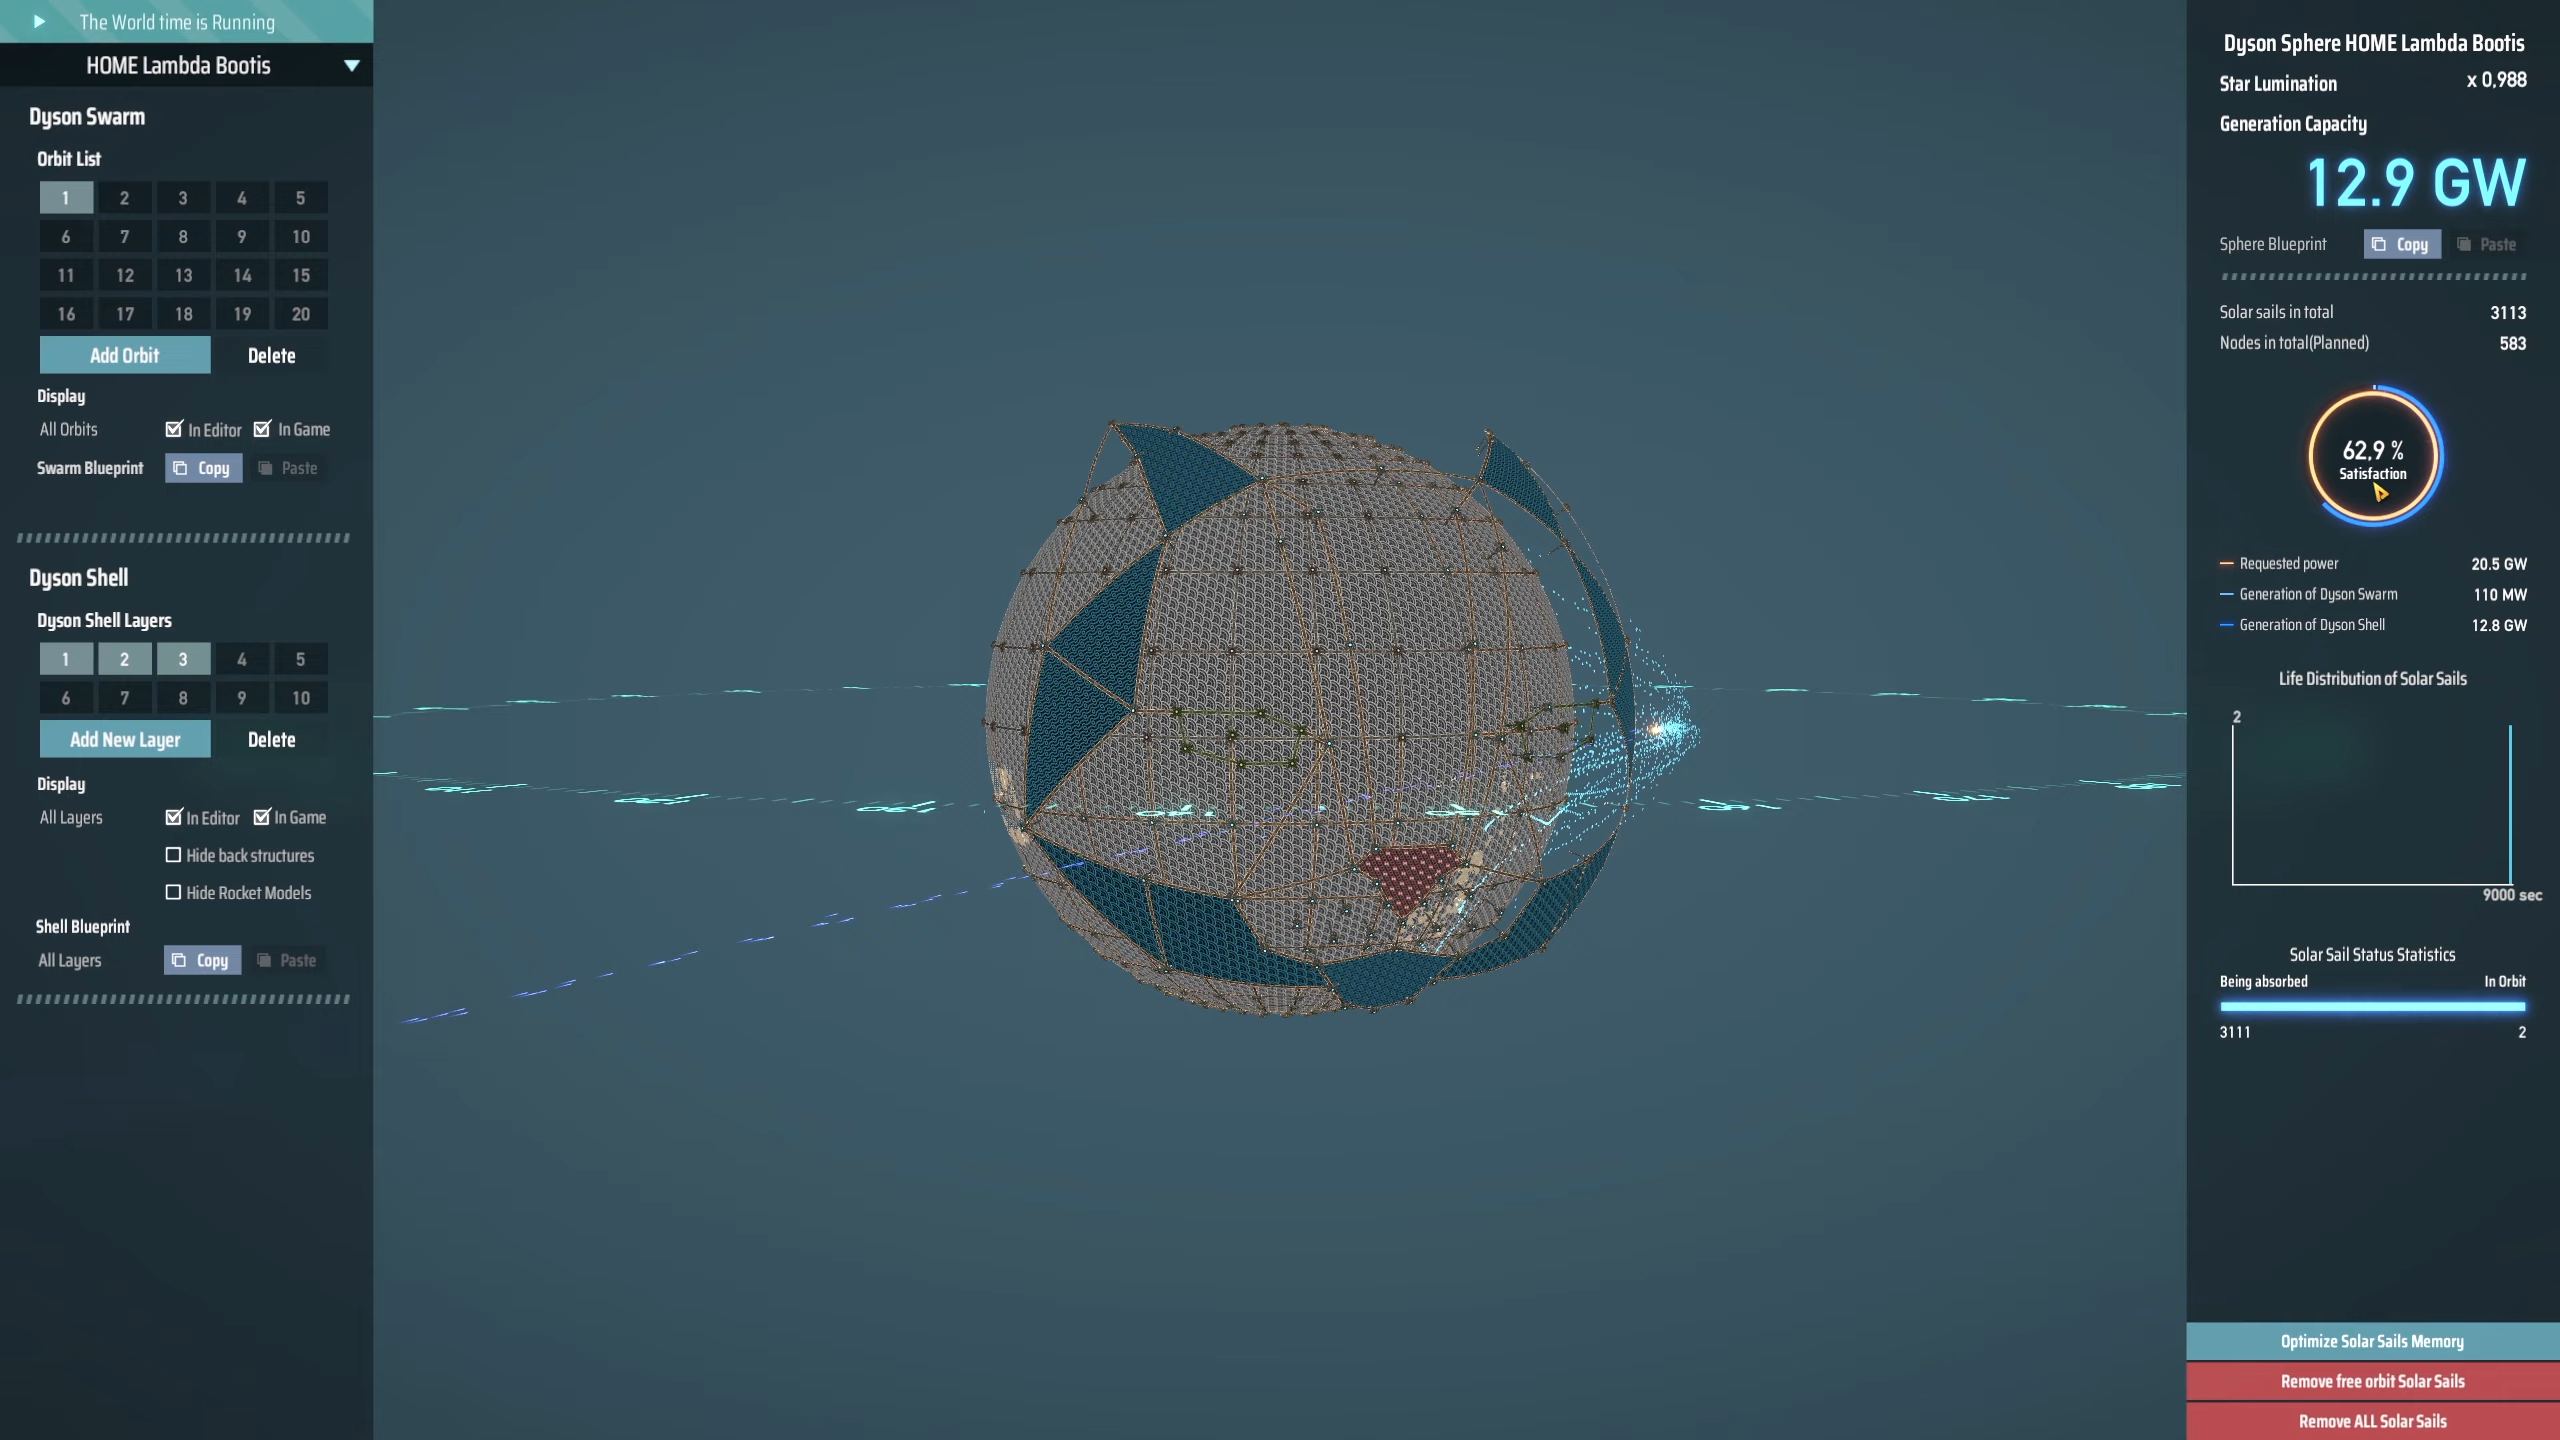 The World time is Running
HOME Lambda Bootis
Dyson Swarm
Orbit List
1 2 3 4 5
6 7 8 9 10
11 12 13 14 15
16 17 18 19 20
Add Orbit Delete
Display
All Orbits In Editor In Game
Swarm Blueprint Copy Paste
Dyson Shell
Dyson Shell Layers
1 2 3 4 5
6 7 8 9 10
Add New Layer Delete
Display
All Layers In Editor In Game
Hide back structures
Hide Rocket Models
Shell Blueprint
All Layers Copy Paste
Dyson Sphere HOME Lambda Bootis
Star Lumination x 0,988
Generation Capacity
12.9 GW
Sphere Blueprint Copy Paste
Solar sails in total 3113
Nodes in total(Planned) 583
62,9 %
Satisfaction
Requested power 20.5 GW
Generation of Dyson Swarm 110 MW
Generation of Dyson Shell 12.8 GW
Life Distribution of Solar Sails
2
9000 sec
Solar Sail Status Statistics
Being absorbed In Orbit
3111 2
Optimize Solar Sails Memory
Remove free orbit Solar Sails
Remove ALL Solar Sails